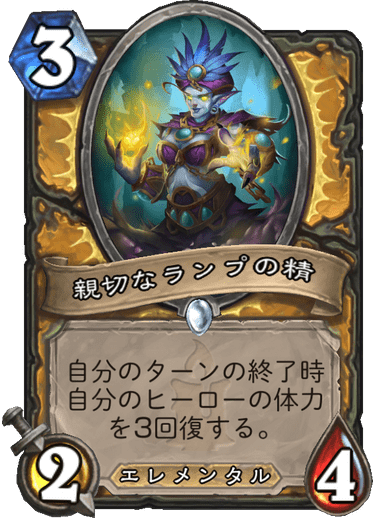 3
親切なランプの精
自分のターンの終了時
自分のヒーローの体力
を3回復する。
2
エレメンタル
4